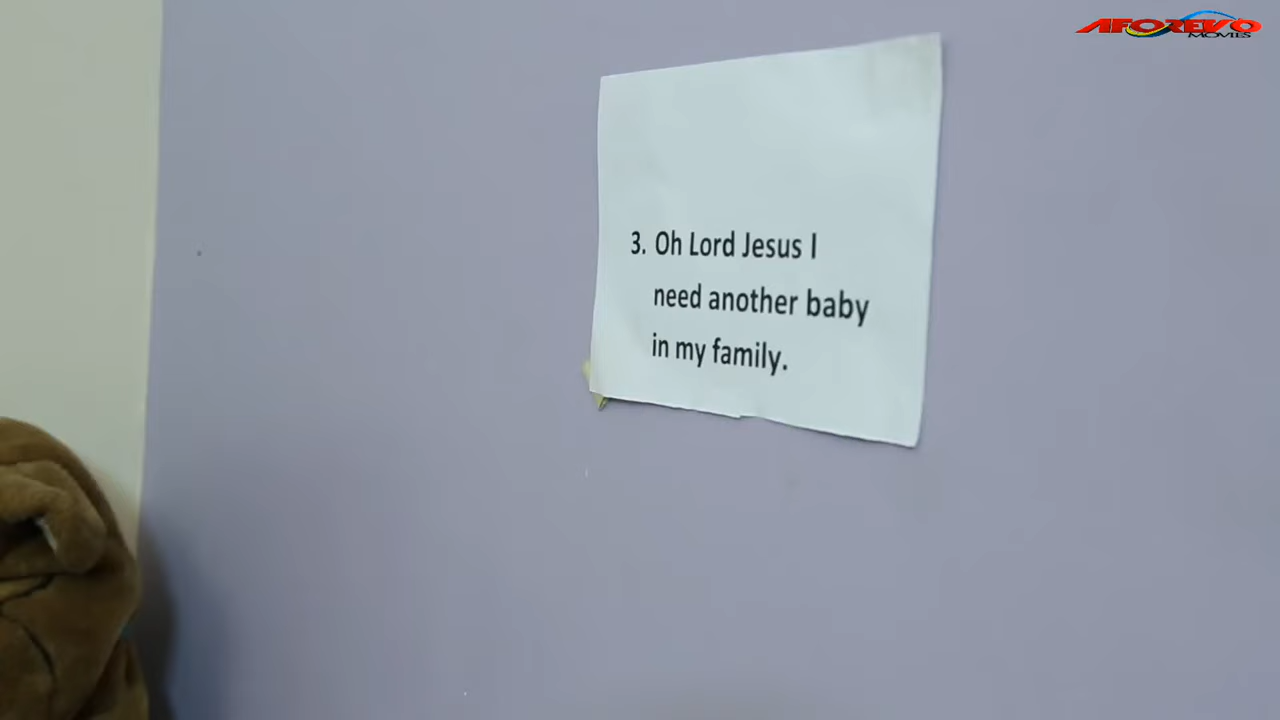 AFOREVO
MOVIES
3. Oh Lord Jesus I
need another baby
in my family.